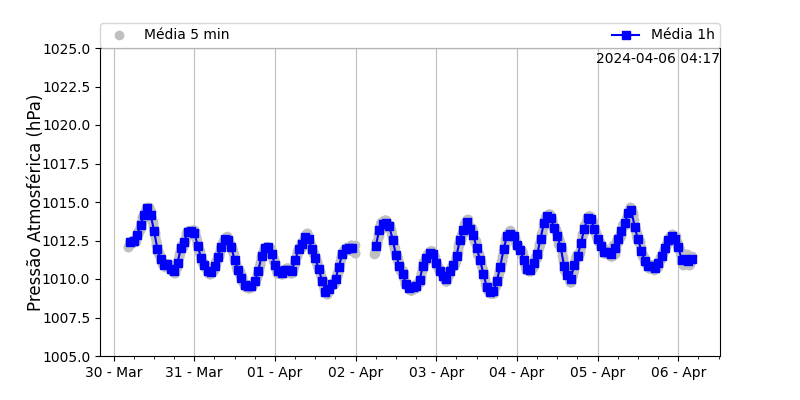 Média 5 min
Média 1h
2024-04-06 04:17
Pressão Atmosférica (hPa)
1025.0
1022.5
1020.0
1017.5
1015.0
1012.5
1010.0
1007.5
1005.0
30 - Mar
31 - Mar
01 - Apr
02 - Apr
03 - Apr
04 - Apr
05 - Apr
06 - Apr